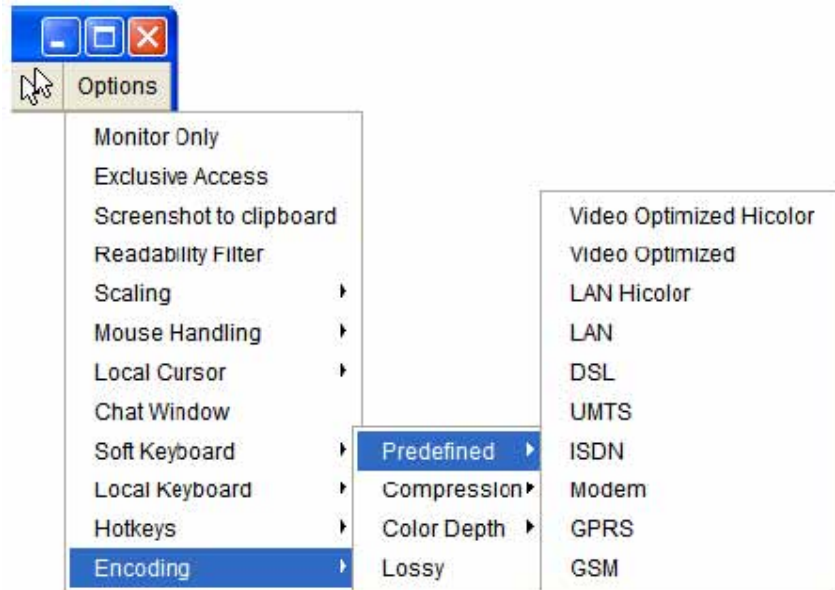 Options
Monitor Only
Exclusive Access
Screenshot to clipboard
Readability Filter
Scaling
Mouse Handling
Local Cursor
Chat Window
Soft Keyboard
Local Keyboard
Hotkeys
Encoding
Predefined
Compression
Color Depth
Lossy
Video Optimized Hicolor
Video Optimized
LAN Hicolor
LAN
DSL
UMTS
ISDN
Modem
GPRS
GSM